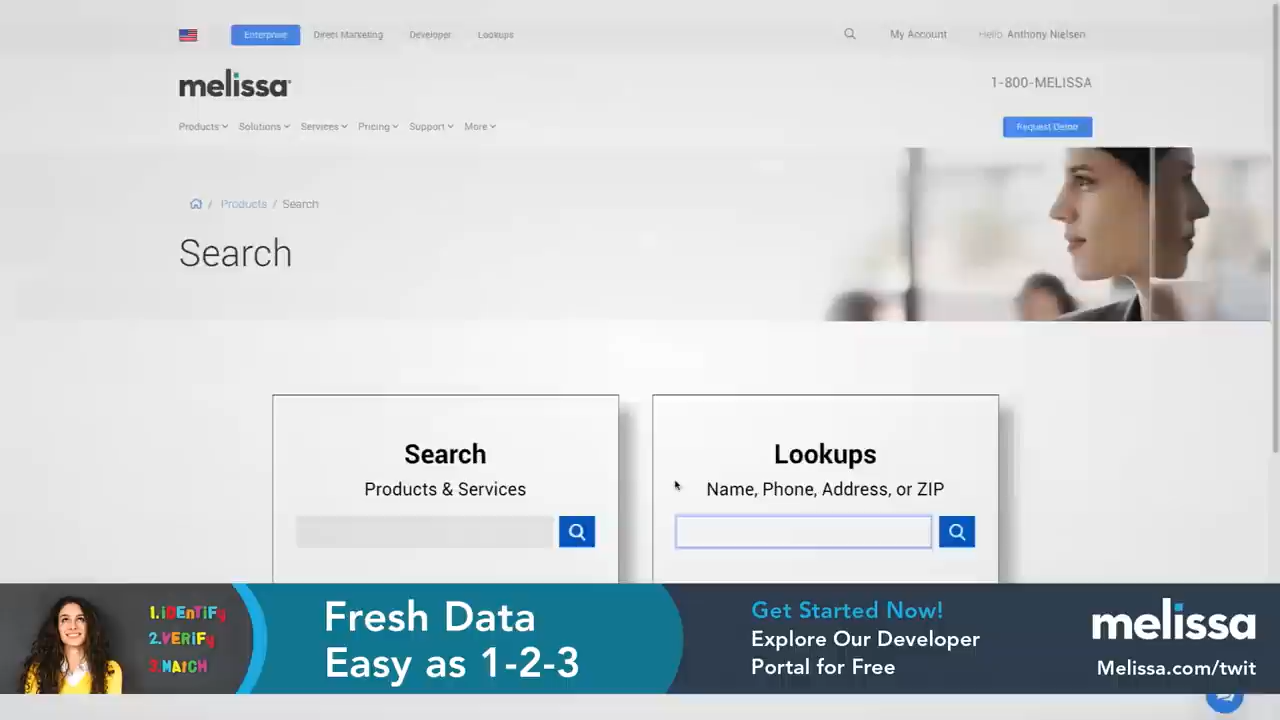 Enterprise Direct Marketing Developer Lookups My Account Hello, Anthony Nielsen
melissa
1-800-MELISSA
Products Solutions Services Pricing Support More Request Demo
/ Products / Search
Search
Search
Products & Services
Lookups
Name, Phone, Address, or ZIP
1.iDEnTiFy
2.VERiFy
3.MAtCH
Fresh Data
Easy as 1-2-3
Get Started Now!
Explore Our Developer
Portal for Free
melissa
Melissa.com/twit